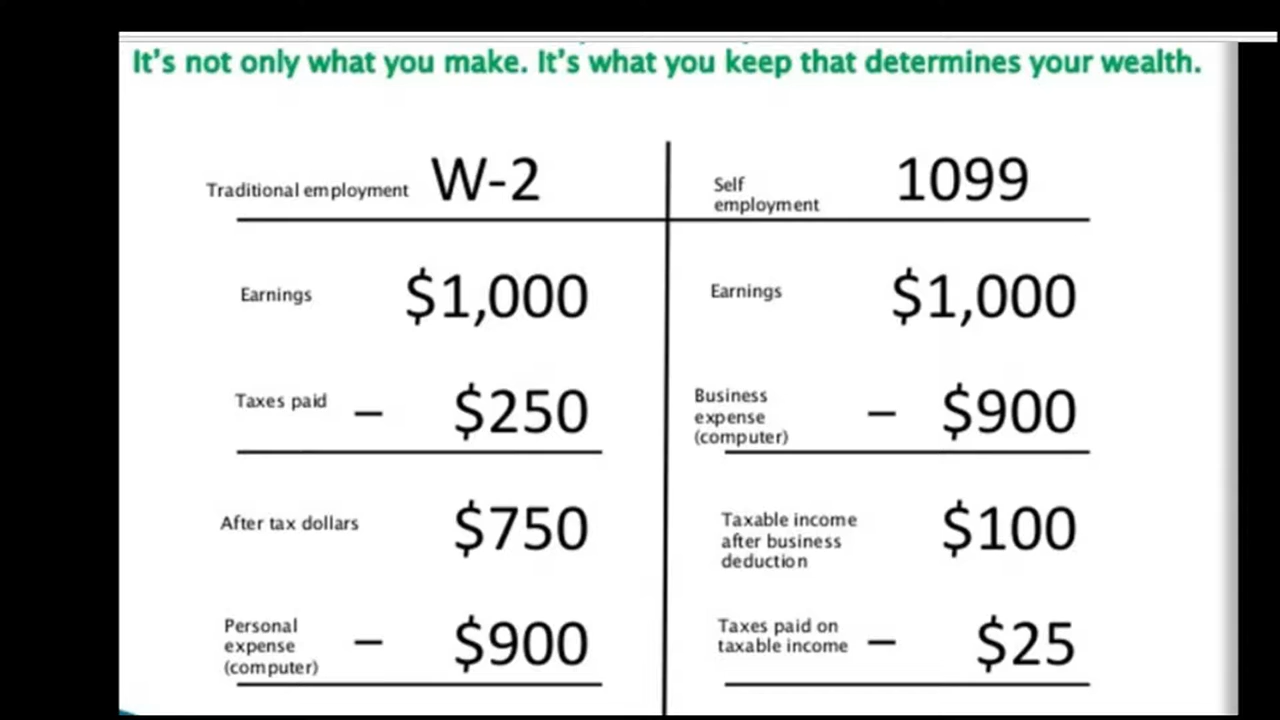 It's not only what you make. It's what you keep that determines your wealth.
Traditional employment W-2
Self
employment
1099
Earnings $1,000
Earnings $1,000
Taxes paid – $250
Business
expense
(computer)
– $900
After tax dollars $750
Taxable income
after business
deduction
$100
Personal
expense
(computer)
– $900
Taxes paid on
taxable income
– $25